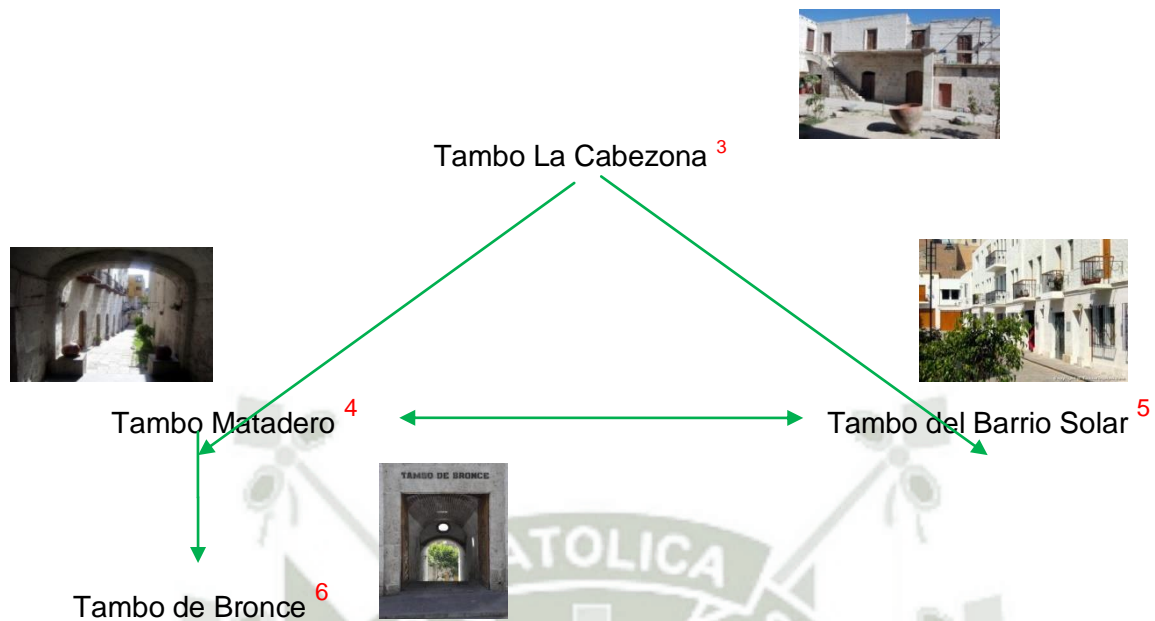 Tambo La Cabezona 3
Tambo Matadero 4
Tambo del Barrio Solar 5
TAMBO DE BRONCE
CATOLICA
Tambo de Bronce 6